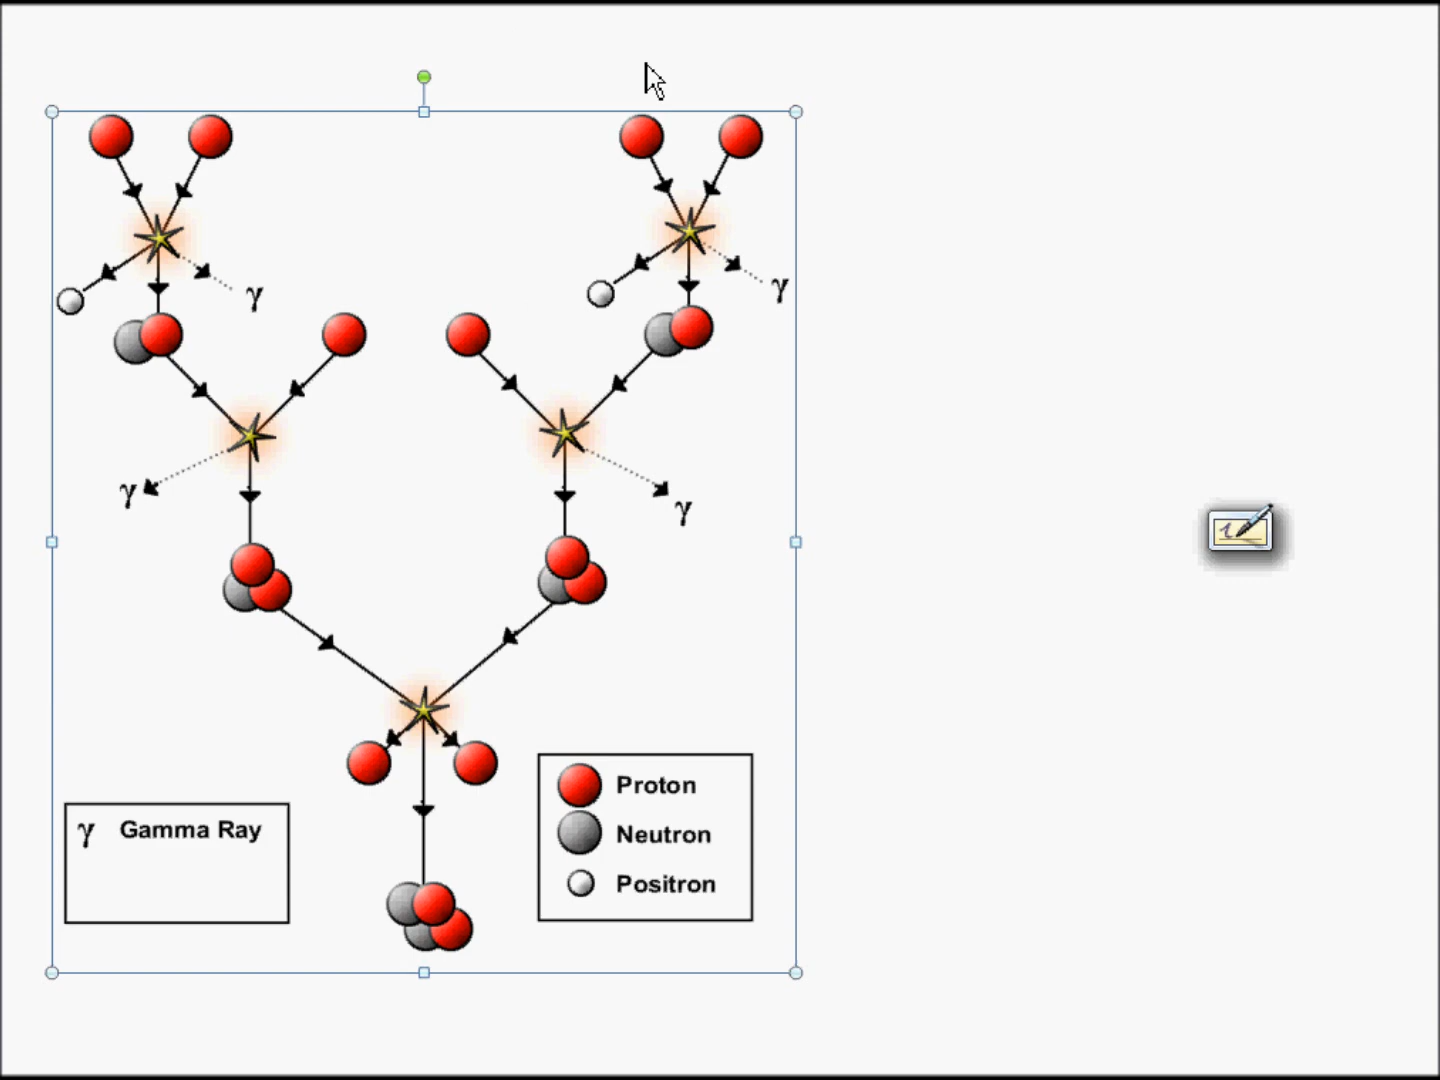 γ
γ
γ
γ
γ Gamma Ray
Proton
Neutron
Positron